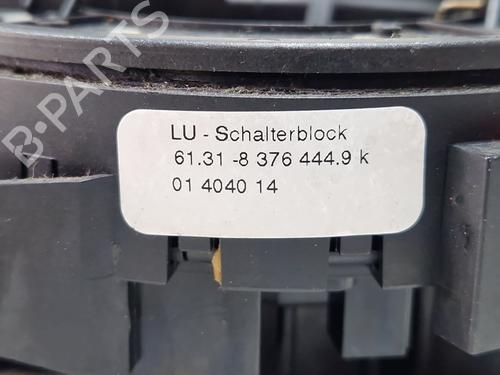 B-PARTS
LU - Schalterblock
61.31 -8 376 444.9 k
01 4040 14